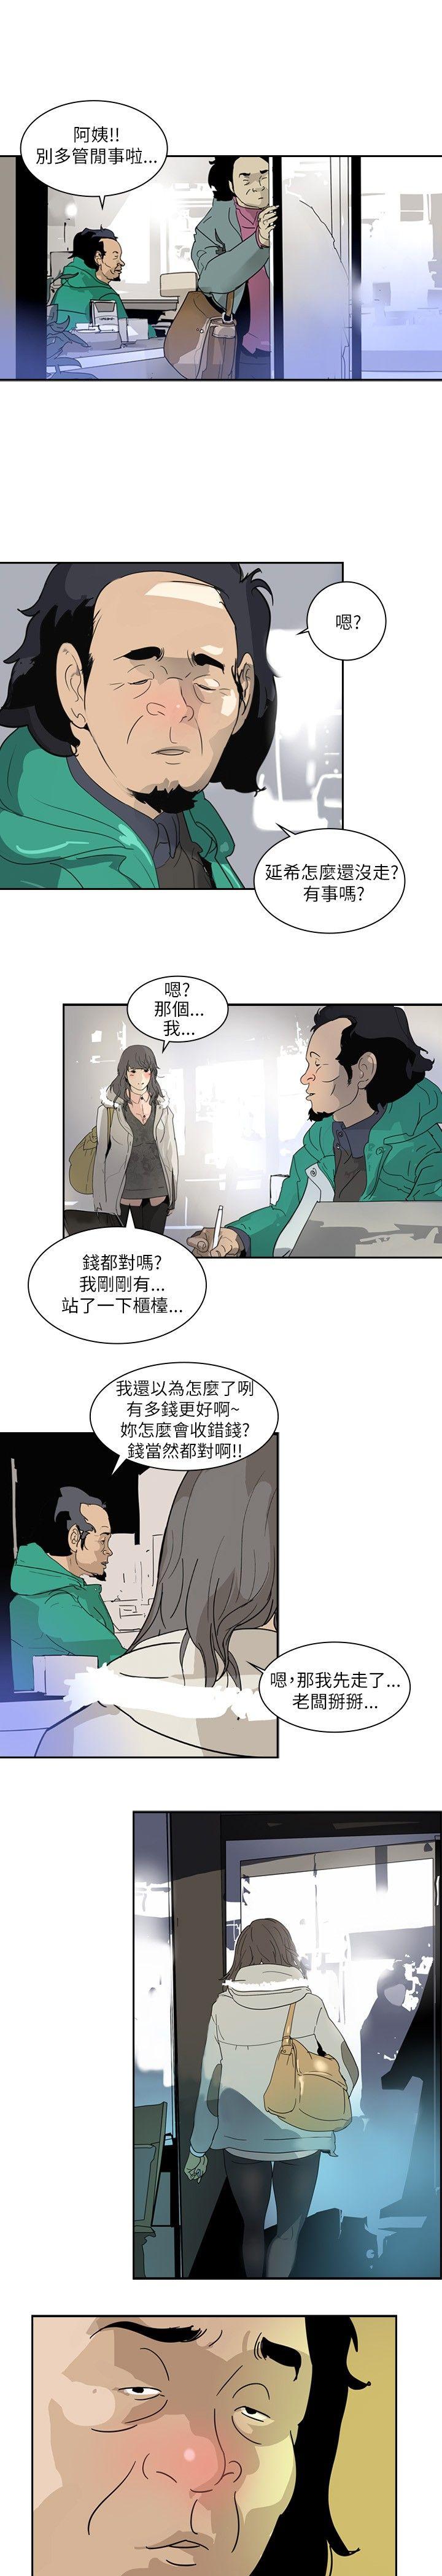 阿姨!!
別多管閒事啦...
嗯?
延希怎麼還沒走?
有事嗎?
嗯?
那個...
我...
錢都對嗎?
我剛剛有...
站了一下櫃檯...
我還以為怎麼了咧
有多錢更好啊~
妳怎麼會收錯錢?
錢當然都對啊!!
嗯,那我先走了...
老闆掰掰...